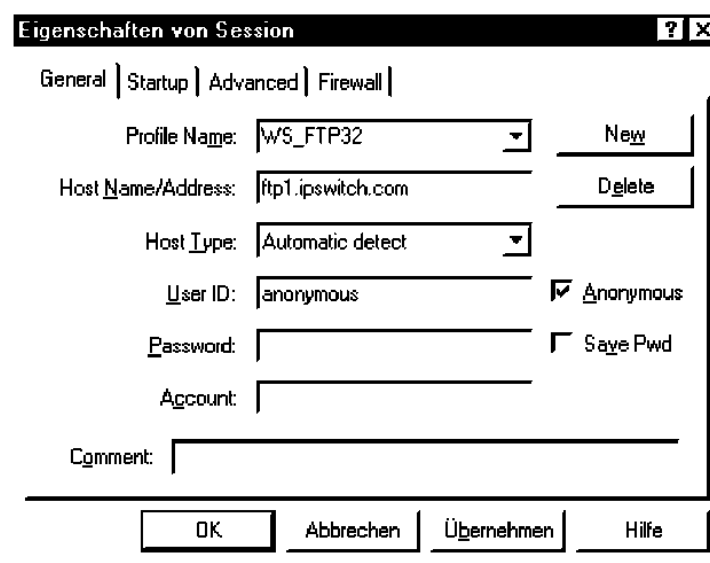 Eigenschaften von Session
General Startup Advanced Firewall
Profile Name: WS_FTP32 New
Host Name/Address: ftp1.ipswitch.com Delete
Host Type: Automatic detect
User ID: anonymous Anonymous
Password: Save Pwd
Account:
Comment:
OK Abbrechen Übernehmen Hilfe